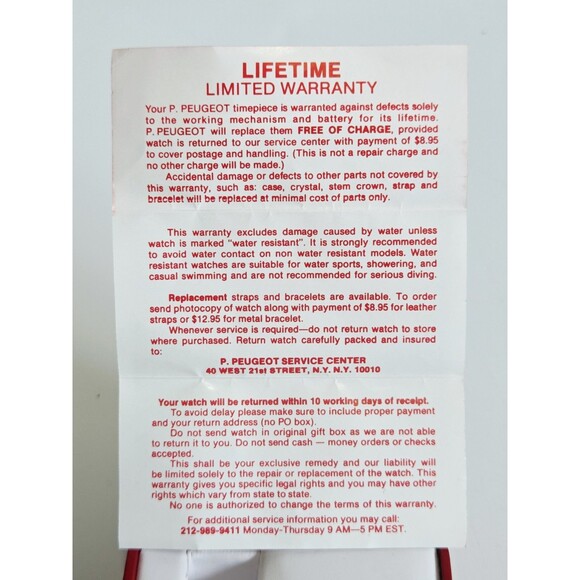 LIFETIME
LIMITED WARRANTY
Your P. PEUGEOT timepiece is warranted against defects solely
to the working mechanism and battery for its lifetime.
P. PEUGEOT will replace them FREE OF CHARGE, provided
watch is returned to our service center with payment of $8.95
to cover postage and handling. (This is not a repair charge and
no other charge will be made.)
Accidental damage or defects to other parts not covered by
this warranty, such as: case, crystal, stem crown, strap and
bracelet will be replaced at minimal cost of parts only.
This warranty excludes damage caused by water unless
watch is marked "water resistant". It is strongly recommended
to avoid water contact on non water resistant models. Water
resistant watches are suitable for water sports, showering, and
casual swimming and are not recommended for serious diving.
Replacement straps and bracelets are available. To order
send photocopy of watch along with payment of $8.95 for leather
straps or $12.95 for metal bracelet.
Whenever service is required—do not return watch to store
where purchased. Return watch carefully packed and insured
to:
P. PEUGEOT SERVICE CENTER
40 WEST 21st STREET, N.Y. N.Y. 10010
Your watch will be returned within 10 working days of receipt.
To avoid delay please make sure to include proper payment
and your return address (no PO box).
Do not send watch in original gift box as we are not able
to return it to you. Do not send cash — money orders or checks
accepted.
This shall be your exclusive remedy and our liability will
be limited solely to the repair or replacement of the watch. This
warranty gives you specific legal rights and you may have other
rights which vary from state to state.
No one is authorized to change the terms of this warranty.
For additional service information you may call:
212-989-9411 Monday-Thursday 9 AM—5 PM EST.